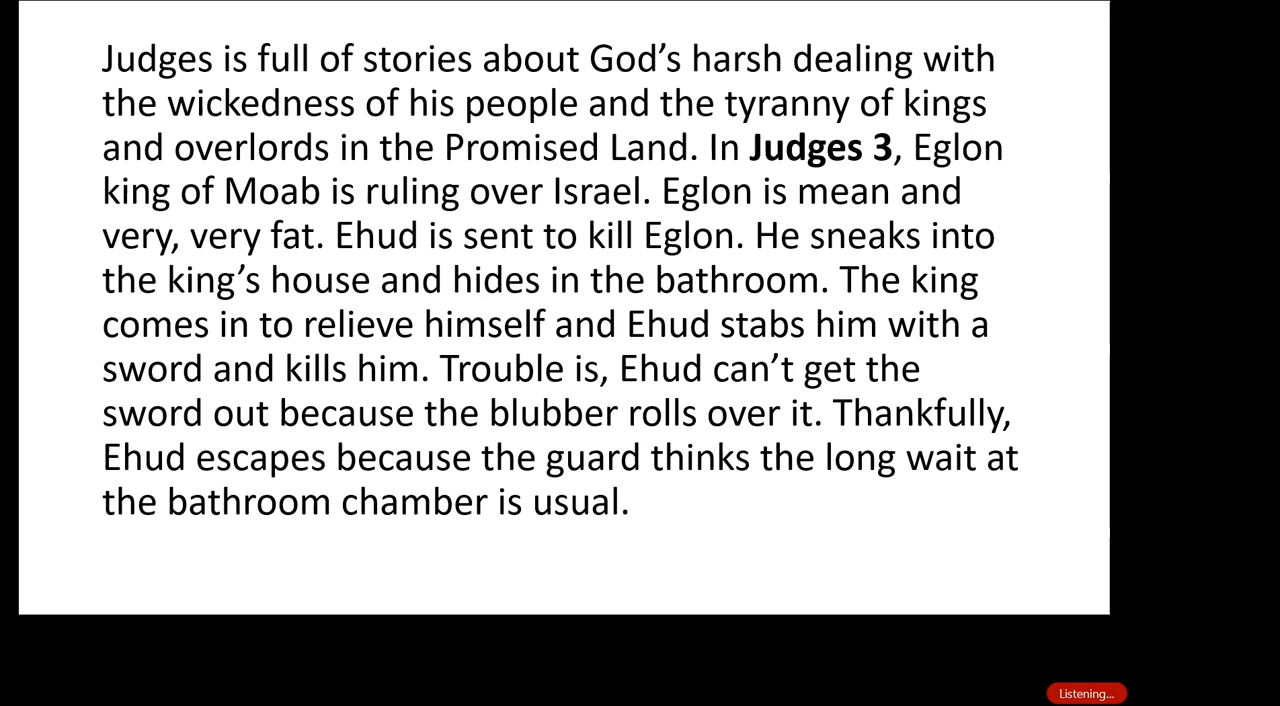 Judges is full of stories about God’s harsh dealing with
the wickedness of his people and the tyranny of kings
and overlords in the Promised Land. In Judges 3, Eglon
king of Moab is ruling over Israel. Eglon is mean and
very, very fat. Ehud is sent to kill Eglon. He sneaks into
the king’s house and hides in the bathroom. The king
comes in to relieve himself and Ehud stabs him with a
sword and kills him. Trouble is, Ehud can’t get the
sword out because the blubber rolls over it. Thankfully,
Ehud escapes because the guard thinks the long wait at
the bathroom chamber is usual.
Listening...